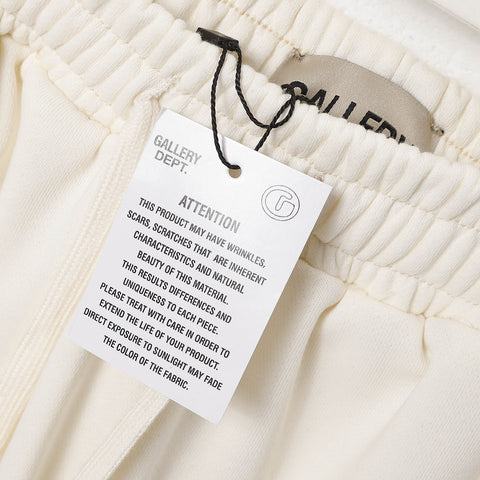 GALLERY
GALLERY
DEPT.
G
ATTENTION
THIS PRODUCT MAY HAVE WRINKLES,
SCARS, SCRATCHES THAT ARE INHERENT
CHARACTERISTICS AND NATURAL
BEAUTY OF THIS MATERIAL.
THIS RESULTS DIFFERENCES AND
UNIQUENESS TO EACH PIECE.
PLEASE TREAT WITH CARE IN ORDER TO
EXTEND THE LIFE OF YOUR PRODUCT.
DIRECT EXPOSURE TO SUNLIGHT MAY FADE
THE COLOR OF THE FABRIC.